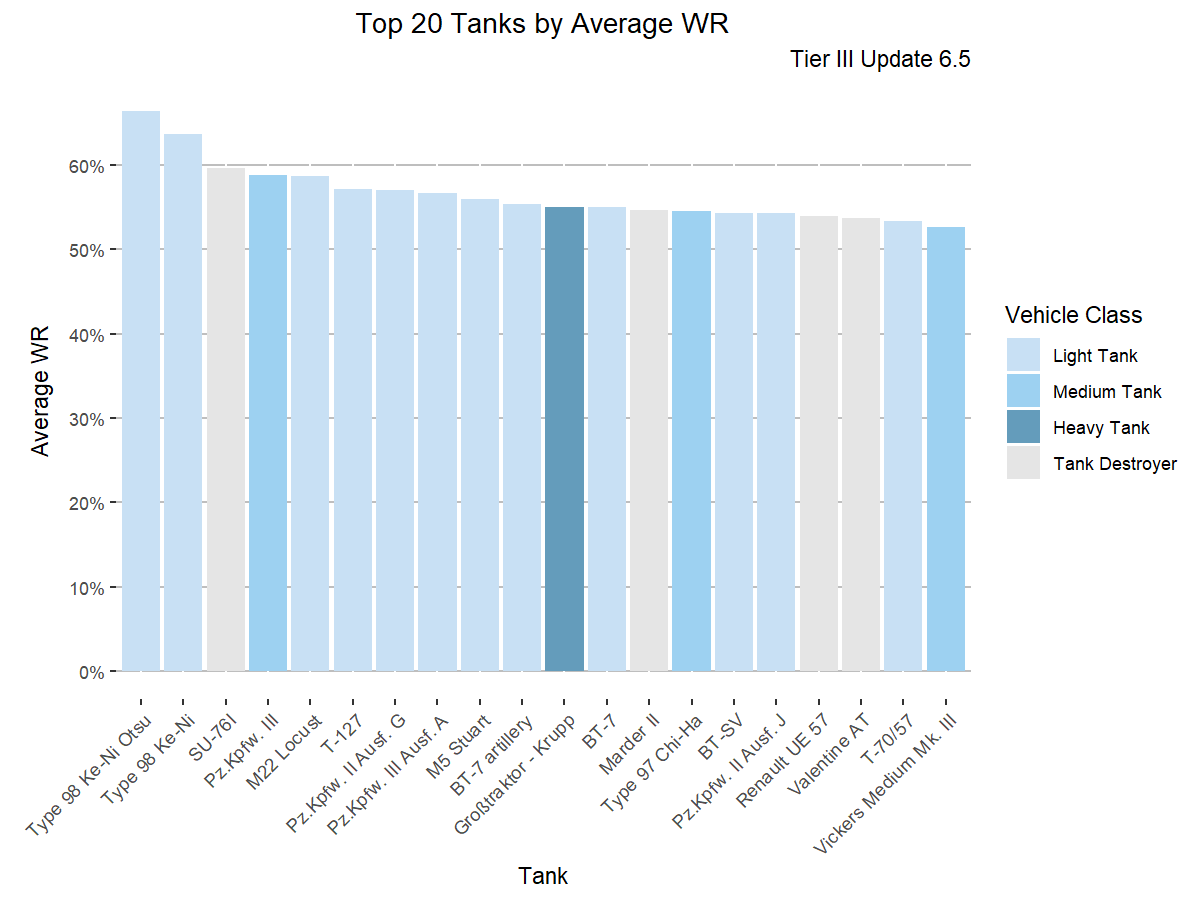 Top 20 Tanks by Average WR
Tier III Update 6.5
Average WR
60%
50%
40%
30%
20%
10%
0%
Type 98 Ke-Ni Otsu
Type 98 Ke-Ni
SU-76I
Pz.Kpfw. III
M22 Locust
T-127
Pz.Kpfw. II Ausf. G
Pz.Kpfw. III Ausf. A
M5 Stuart
BT-7 artillery
Großtraktor - Krupp
BT-7
Marder II
Type 97 Chi-Ha
BT-SV
Pz.Kpfw. II Ausf. J
Renault UE 57
Valentine AT
T-70/57
Vickers Medium Mk. III
Tank
Vehicle Class
Light Tank
Medium Tank
Heavy Tank
Tank Destroyer